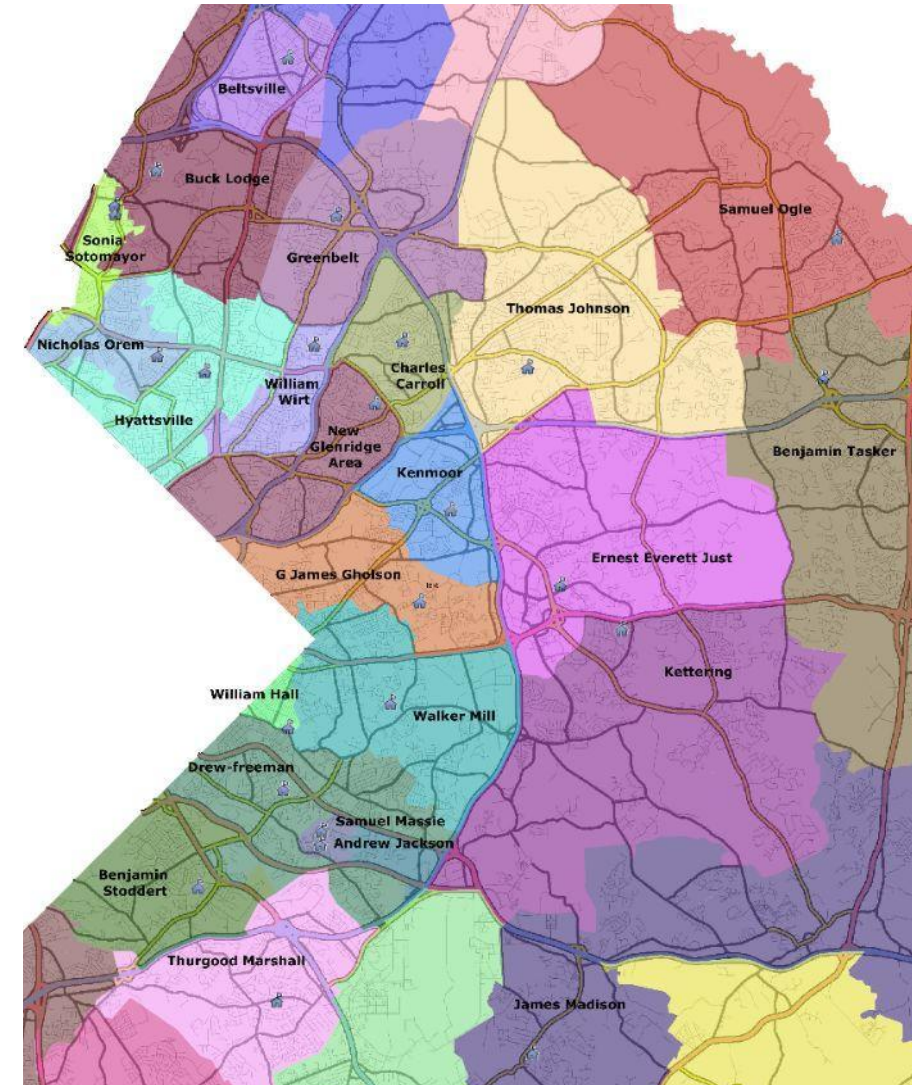 Beltsville
Buck Lodge
Samuel Ogle
Sonia
Sotomayor
Greenbelt
Thomas Johnson
Nicholas Orem
Charles
Carroll
William
Wirt
Hyattsville
New
Glenridge
Area
Benjamin Tasker
Kenmoor
Ernest Everett Just
G James Gholson
Kettering
William Hall
Walker Mill
Drew-freeman
Samuel Massie
Andrew Jackson
Benjamin
Stoddert
Thurgood Marshall
James Madison